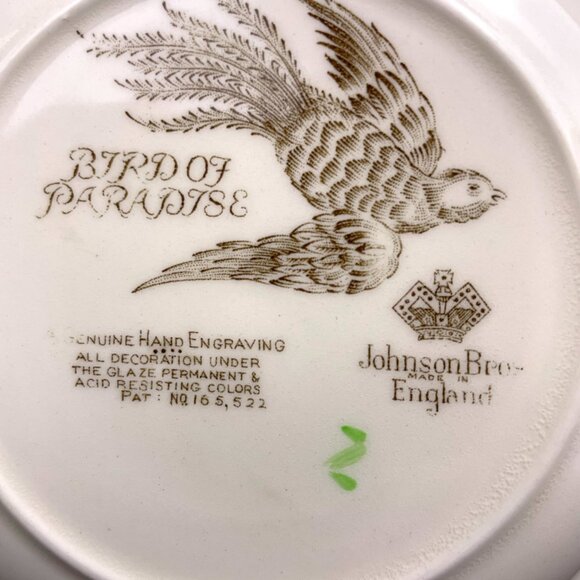 BIRD OF
PARADISE
GENUINE HAND ENGRAVING
ALL DECORATION UNDER
THE GLAZE PERMANENT &
ACID RESISTING COLORS
PAT: NO. 165,522
Johnson Bros
MADE IN
England